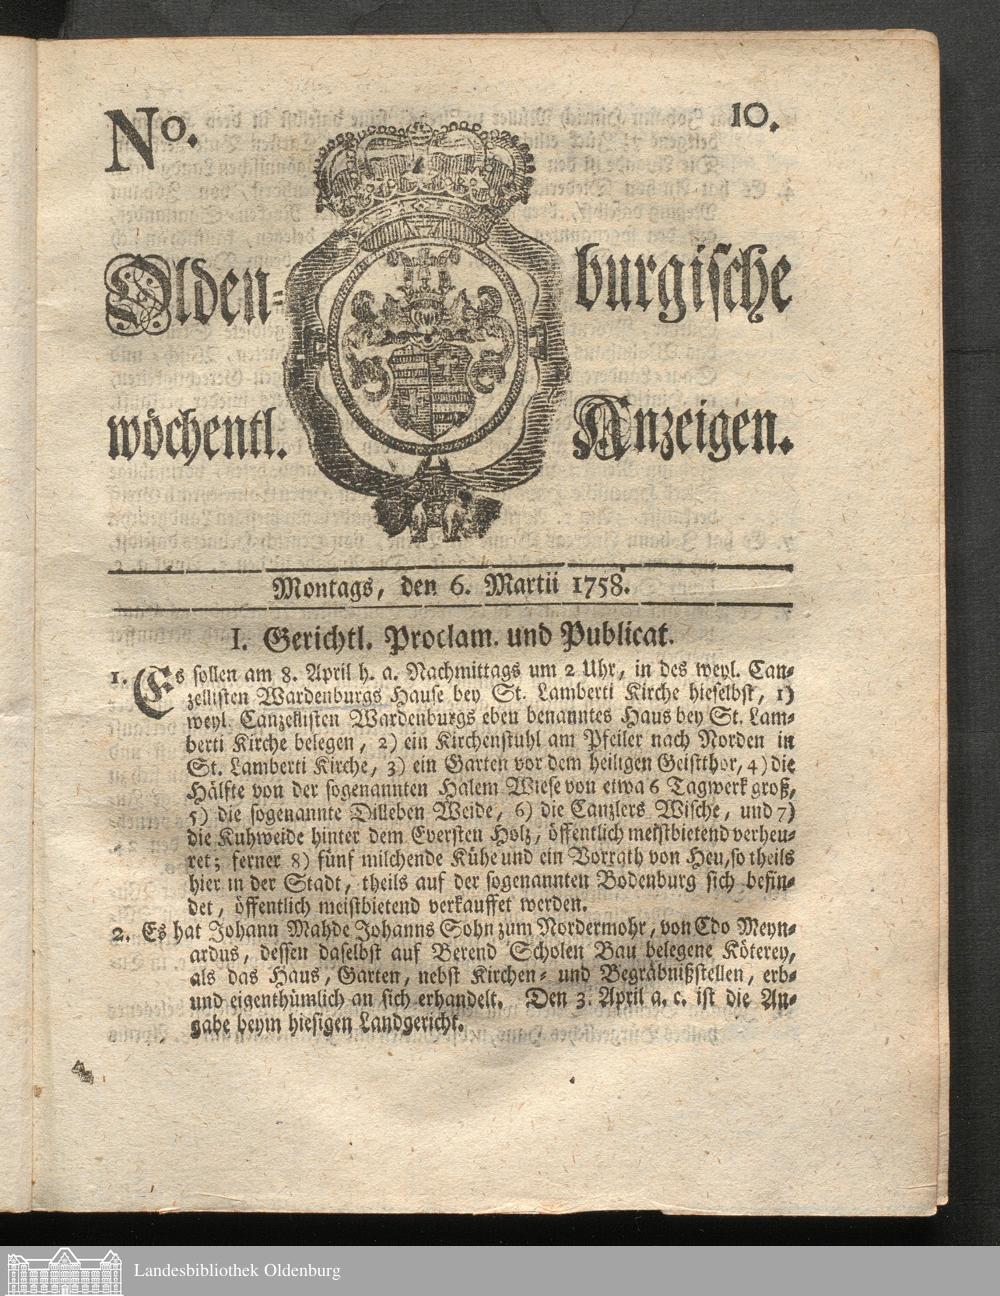 No. 10.
Olden= burgische
wöchentl. Anzeigen.
Montags, den 6. Martii 1758.
I. Gerichtl. Proclam. und Publicat.
1. Es sollen am 8. April h. a. Nachmittags um 2 Uhr, in des weyl. Can=
zellisten Wardenburgs Hause bey St. Lamberti Kirche hieselbst, 1)
weyl. Canzellisten Wardenburgs eben benanntes Haus bey St. Lam=
berti Kirche belegen, 2) ein Kirchenstuhl am Pfeiler nach Norden in
St. Lamberti Kirche, 3) ein Garten vor dem heiligen Geistthor, 4) die
Hälfte von der sogenannten Halem Wiese von etwa 6 Tagwerk groß,
5) die sogenannte Dilleben Weide, 6) die Canzlers Wische, und 7)
die Kuhweide hinter dem Eversten Holz, öffentlich meistbietend verheu=
ret; ferner 8) fünf milchende Kühe und ein Vorrath von Heu, so theils
hier in der Stadt, theils auf der sogenannten Bodenburg sich befin=
det, öffentlich meistbietend verkauffet werden.
2. Es hat Johann Mahde Johanns Sohn zum Nordermohr, von Edo Meyn=
ardus, dessen daselbst auf Berend Scholen Bau belegene Köterey,
als das Haus, Garten, nebst Kirchen= und Begräbnißstellen, erb=
und eigenthümlich an sich erhandelt. Den 3. April a. c. ist die An=
gabe beym hiesigen Landgericht.
Landesbibliothek Oldenburg